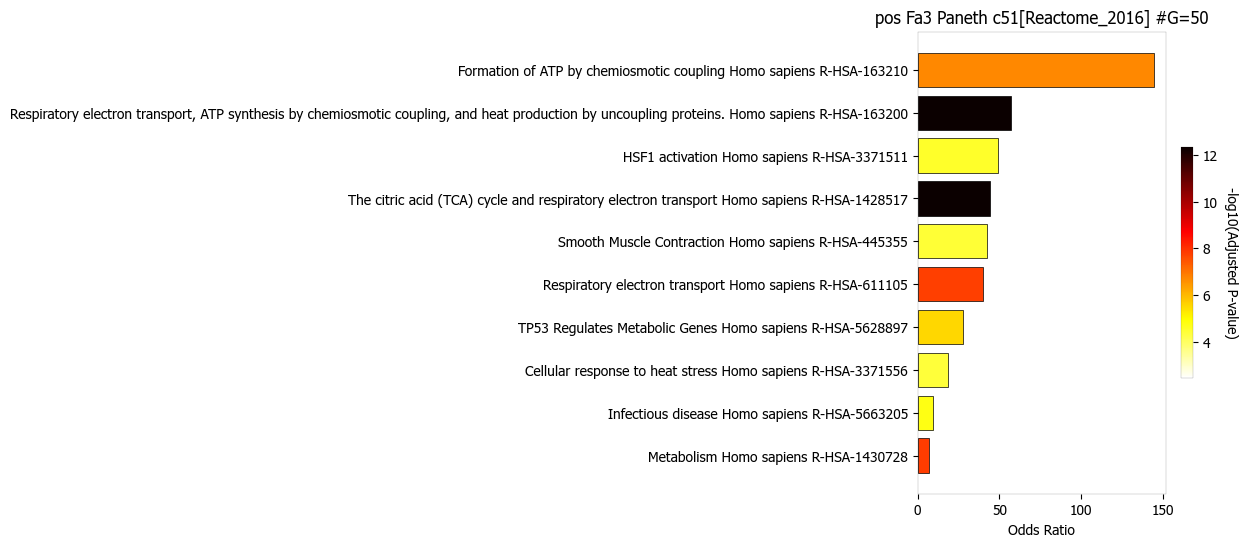 pos Fa3 Paneth c51[Reactome_2016] #G=50
Formation of ATP by chemiosmotic coupling Homo sapiens R-HSA-163210
Respiratory electron transport, ATP synthesis by chemiosmotic coupling, and heat production by uncoupling proteins. Homo sapiens R-HSA-163200
HSF1 activation Homo sapiens R-HSA-3371511
The citric acid (TCA) cycle and respiratory electron transport Homo sapiens R-HSA-1428517
Smooth Muscle Contraction Homo sapiens R-HSA-445355
Respiratory electron transport Homo sapiens R-HSA-611105
TP53 Regulates Metabolic Genes Homo sapiens R-HSA-5628897
Cellular response to heat stress Homo sapiens R-HSA-3371556
Infectious disease Homo sapiens R-HSA-5663205
Metabolism Homo sapiens R-HSA-1430728
0 50 100 150
Odds Ratio
12
10
8
6
4
-log10(Adjusted P-value)